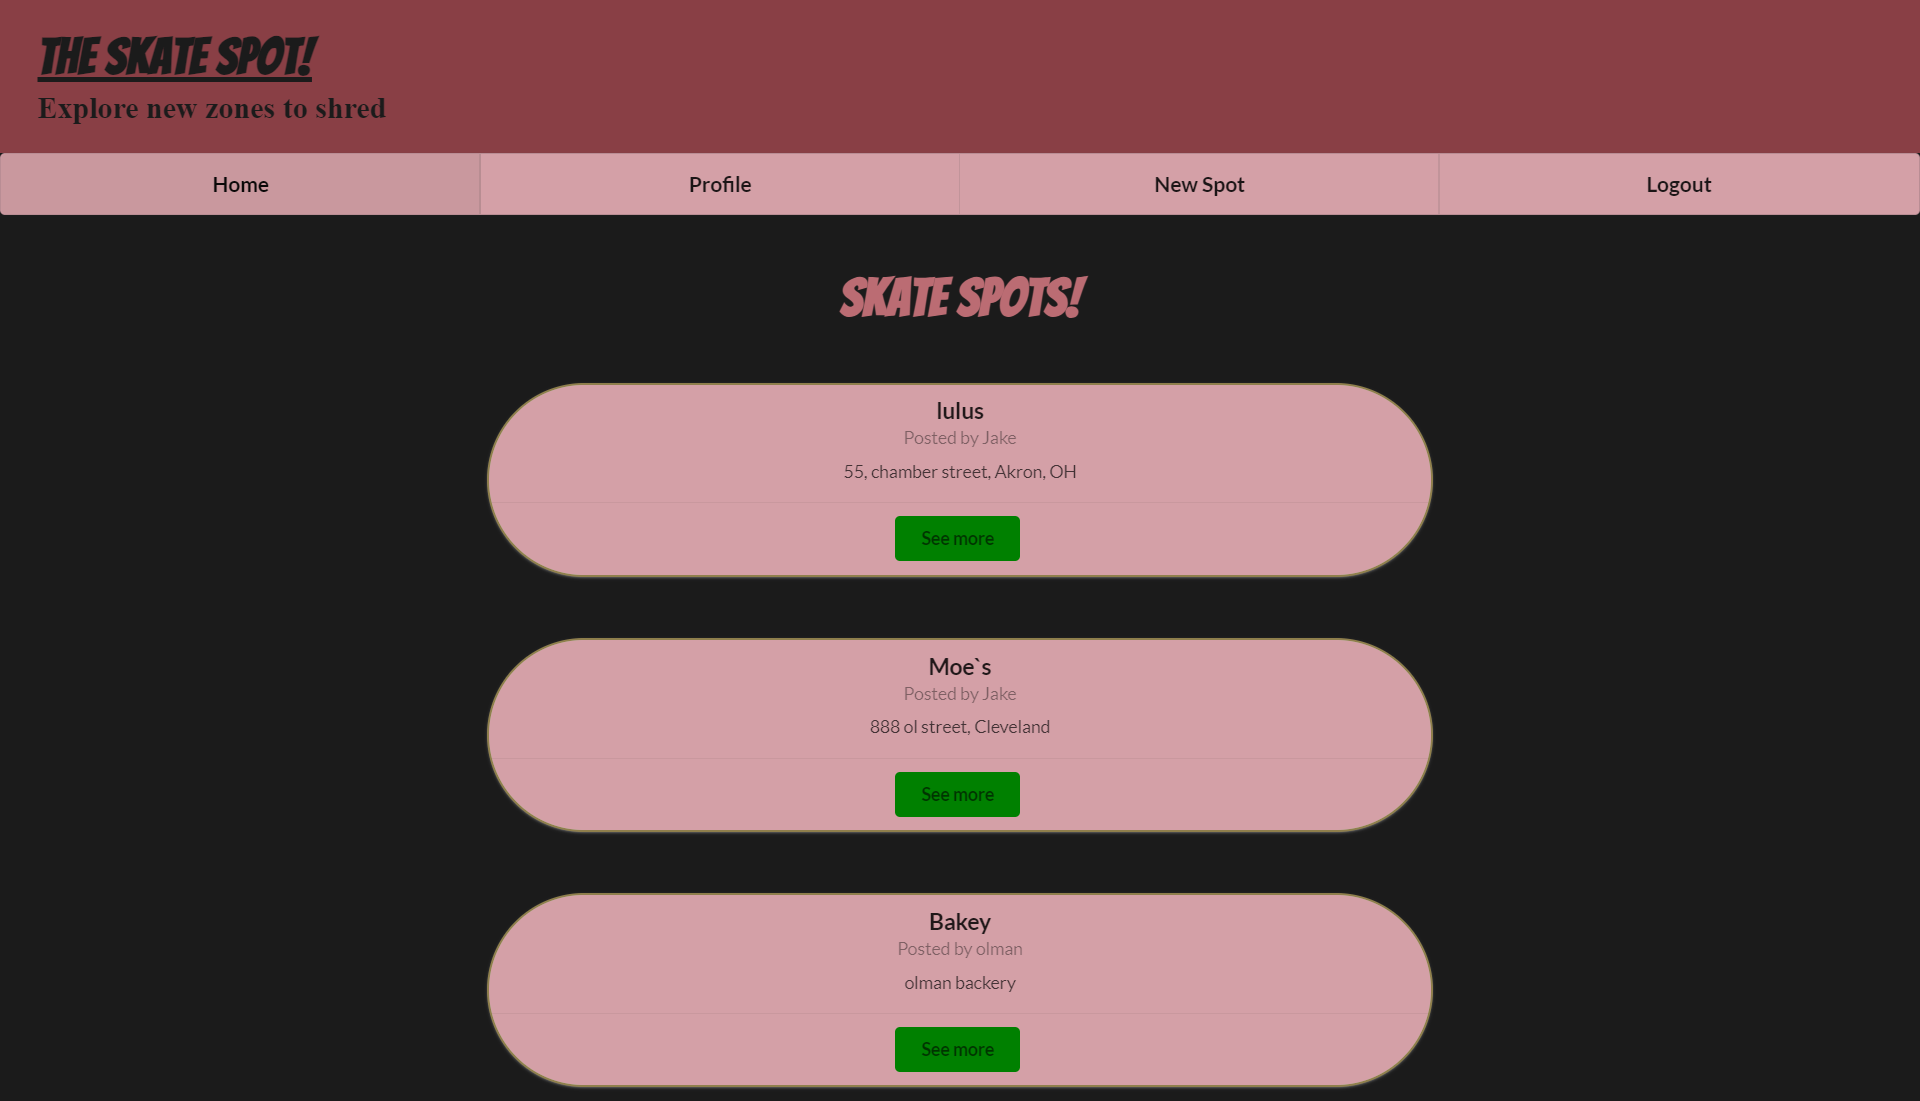 THE SKATE SPOT!
Explore new zones to shred
Home Profile New Spot Logout
SKATE SPOTS!
lulus
Posted by Jake
55, chamber street, Akron, OH
See more
Moe`s
Posted by Jake
888 ol street, Cleveland
See more
Bakey
Posted by olman
olman backery
See more